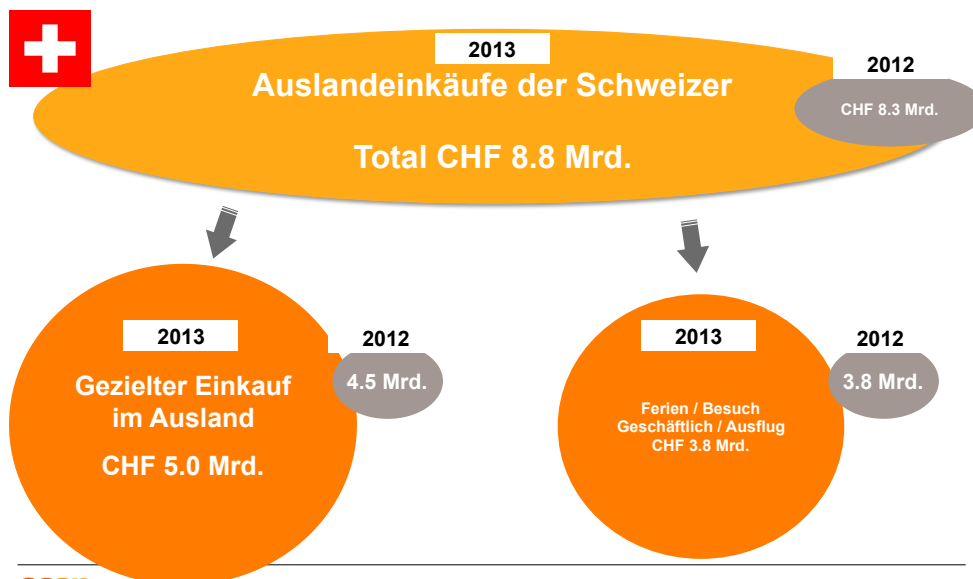 2013
Auslandeinkäufe der Schweizer
Total CHF 8.8 Mrd.
2012
CHF 8.3 Mrd.
2013
Gezielter Einkauf
im Ausland
CHF 5.0 Mrd.
2012
4.5 Mrd.
2013
Ferien / Besuch
Geschäftlich / Ausflug
CHF 3.8 Mrd.
2012
3.8 Mrd.